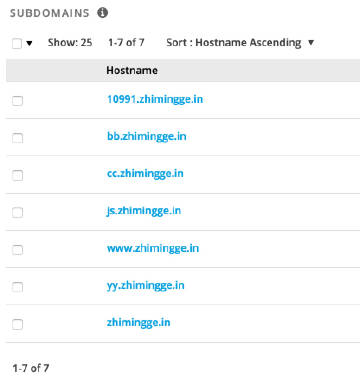 SUBDOMAINS
Show: 25 1-7 of 7 Sort : Hostname Ascending
Hostname
10991.zhimingge.in
bb.zhimingge.in
cc.zhimingge.in
js.zhimingge.in
www.zhimingge.in
yy.zhimingge.in
zhimingge.in
1-7 of 7